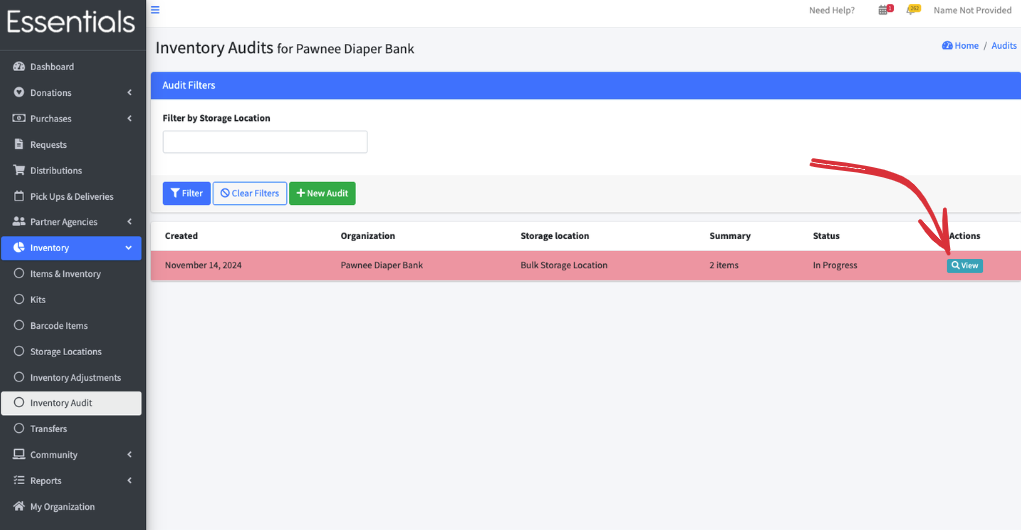 Essentials
Need Help?
1
262
Name Not Provided
Inventory Audits for Pawnee Diaper Bank
Home / Audits
Dashboard
Donations
Purchases
Requests
Distributions
Pick Ups & Deliveries
Partner Agencies
Inventory
Items & Inventory
Kits
Barcode Items
Storage Locations
Inventory Adjustments
Inventory Audit
Transfers
Community
Reports
My Organization
Audit Filters
Filter by Storage Location
Filter Clear Filters New Audit
Created Organization Storage location Summary Status Actions
November 14, 2024 Pawnee Diaper Bank Bulk Storage Location 2 items In Progress View